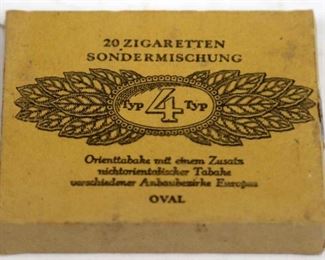 20 ZIGARETTEN
SONDERMISCHUNG
Typ 4 Typ
Orienttabake mit einem Zusatz
nichtorientalischer Tabake
verschiedener Anbaubezirke Europas
OVAL